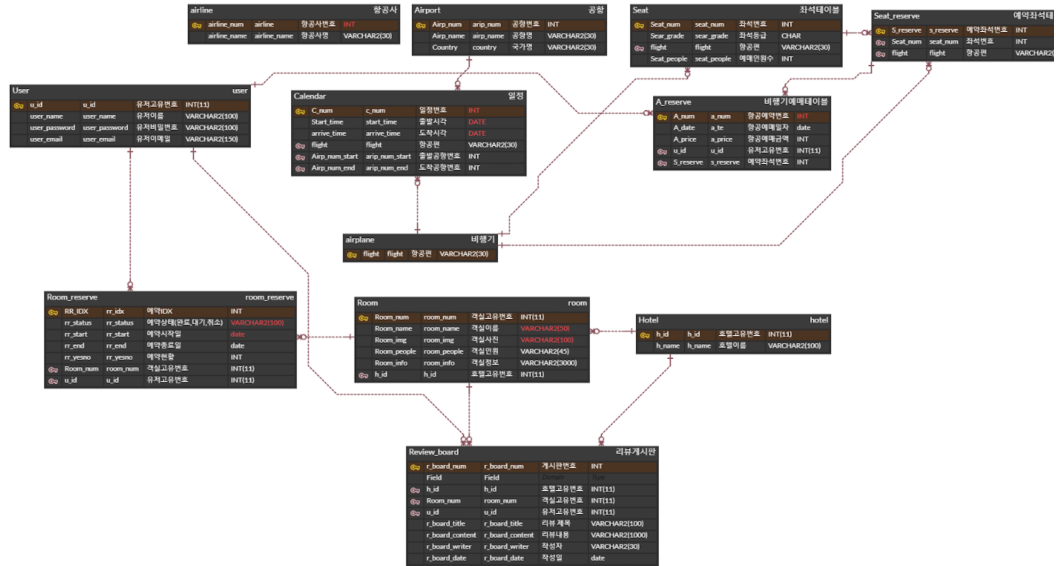 airline 항공사
airline_num airline 항공사번호 INT
airline_name airline_name 항공사명 VARCHAR2(30)
Airport 공항
Airp_num arip_num 공항번호 INT
Airp_name arip_name 공항명 VARCHAR2(30)
Country country 국가명 VARCHAR2(30)
Seat 좌석테이블
Seat_num seat_num 좌석번호 INT
Sear_grade sear_grade 좌석등급 CHAR
flight flight 항공편 VARCHAR2(30)
Seat_people seat_people 예매인원수 INT
Seat_reserve 예약좌석테이블
S_reserve s_reserve 예약좌석번호 INT
Seat_num seat_num 좌석번호 INT
flight flight 항공편 VARCHAR2(30)
User user
u_id u_id 유저고유번호 INT(11)
user_name user_name 유저이름 VARCHAR2(100)
user_password user_password 유저비밀번호 VARCHAR2(100)
user_email user_email 유저이메일 VARCHAR2(150)
Calendar 일정
C_num c_num 일정번호 INT
Start_time start_time 출발시각 DATE
arrive_time arrive_time 도착시각 DATE
flight flight 항공편 VARCHAR2(30)
Airp_num_start arip_num_start 출발공항번호 INT
Airp_num_end arip_num_end 도착공항번호 INT
A_reserve 비행기예매테이블
A_num a_num 항공예약번호 INT
A_date a_te 항공예매일자 date
A_price a_price 항공예매금액 INT
u_id u_id 유저고유번호 INT(11)
S_reserve s_reserve 예약좌석번호 INT
airplane 비행기
flight flight 항공편 VARCHAR2(30)
Room_reserve room_reserve
RR_IDX rr_idx 예약IDX INT
rr_status rr_status 예약상태(완료,대기,취소) VARCHAR2(100)
rr_start rr_start 예약시작일 date
rr_end rr_end 예약종료일 date
rr_yesno rr_yesno 예약현황 INT
Room_num room_num 객실고유번호 INT(11)
u_id u_id 유저고유번호 INT(11)
Room room
Room_num room_num 객실고유번호 INT(11)
Room_name room_name 객실이름 VARCHAR2(50)
Room_img room_img 객실사진 VARCHAR2(100)
Room_people room_people 객실인원 VARCHAR2(45)
Room_info room_info 객실정보 VARCHAR2(3000)
h_id h_id 호텔고유번호 INT(11)
Hotel hotel
h_id h_id 호텔고유번호 INT(11)
h_name h_name 호텔이름 VARCHAR2(100)
Review_board 리뷰게시판
r_board_num r_board_num 게시판번호 INT
Field Field
h_id h_id 호텔고유번호 INT(11)
Room_num room_num 객실고유번호 INT(11)
u_id u_id 유저고유번호 INT(11)
r_board_title r_board_title 리뷰 제목 VARCHAR2(100)
r_board_content r_board_content 리뷰내용 VARCHAR2(1000)
r_board_writer r_board_writer 작성자 VARCHAR2(30)
r_board_date r_board_date 작성일 date